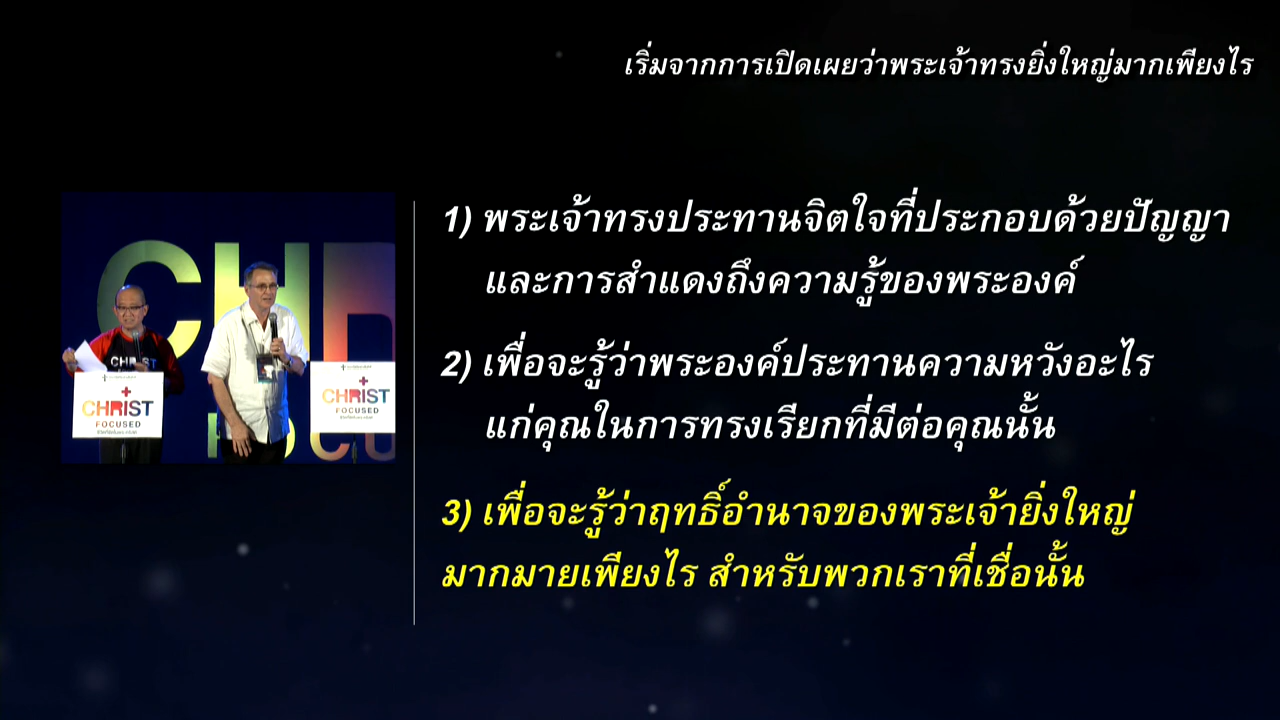 เริ่มจากการเปิดเผยว่าพระเจ้าทรงยิ่งใหญ่มากเพียงไร
1) พระเจ้าทรงประทานจิตใจที่ประกอบด้วยปัญญา
และการสำแดงถึงความรู้ของพระองค์
2) เพื่อจะรู้ว่าพระองค์ประทานความหวังอะไร
แก่คุณในการทรงเรียกที่มีต่อคุณนั้น
3) เพื่อจะรู้ว่าฤทธิ์อำนาจของพระเจ้ายิ่งใหญ่
มากมายเพียงไร สำหรับพวกเราที่เชื่อนั้น
CHR
FOCU
CHRIST
CHRIST
FOCUSED
CHRIST
FOCUSED